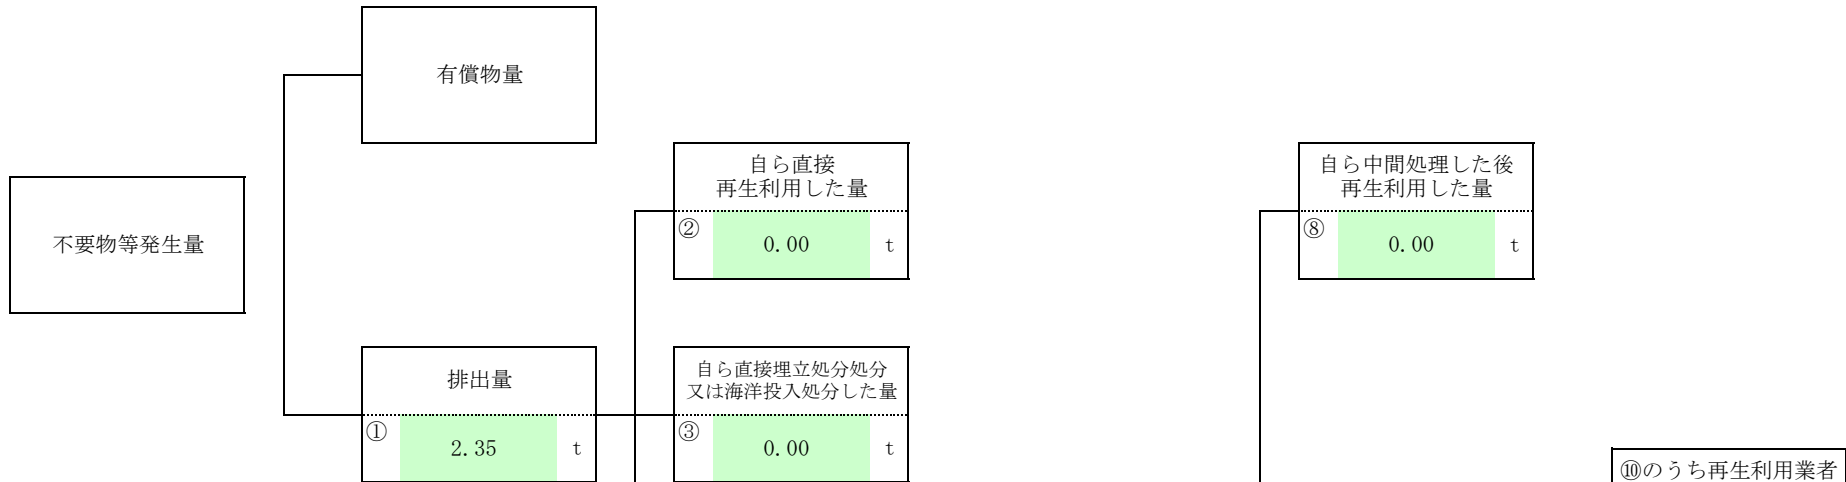 有償物量
自ら直接
再生利用した量
② 0.00 t
自ら中間処理した後
再生利用した量
⑧ 0.00 t
不要物等発生量
排出量
① 2.35 t
自ら直接埋立処分処分
又は海洋投入処分した量
③ 0.00 t
⑩のうち再生利用業者